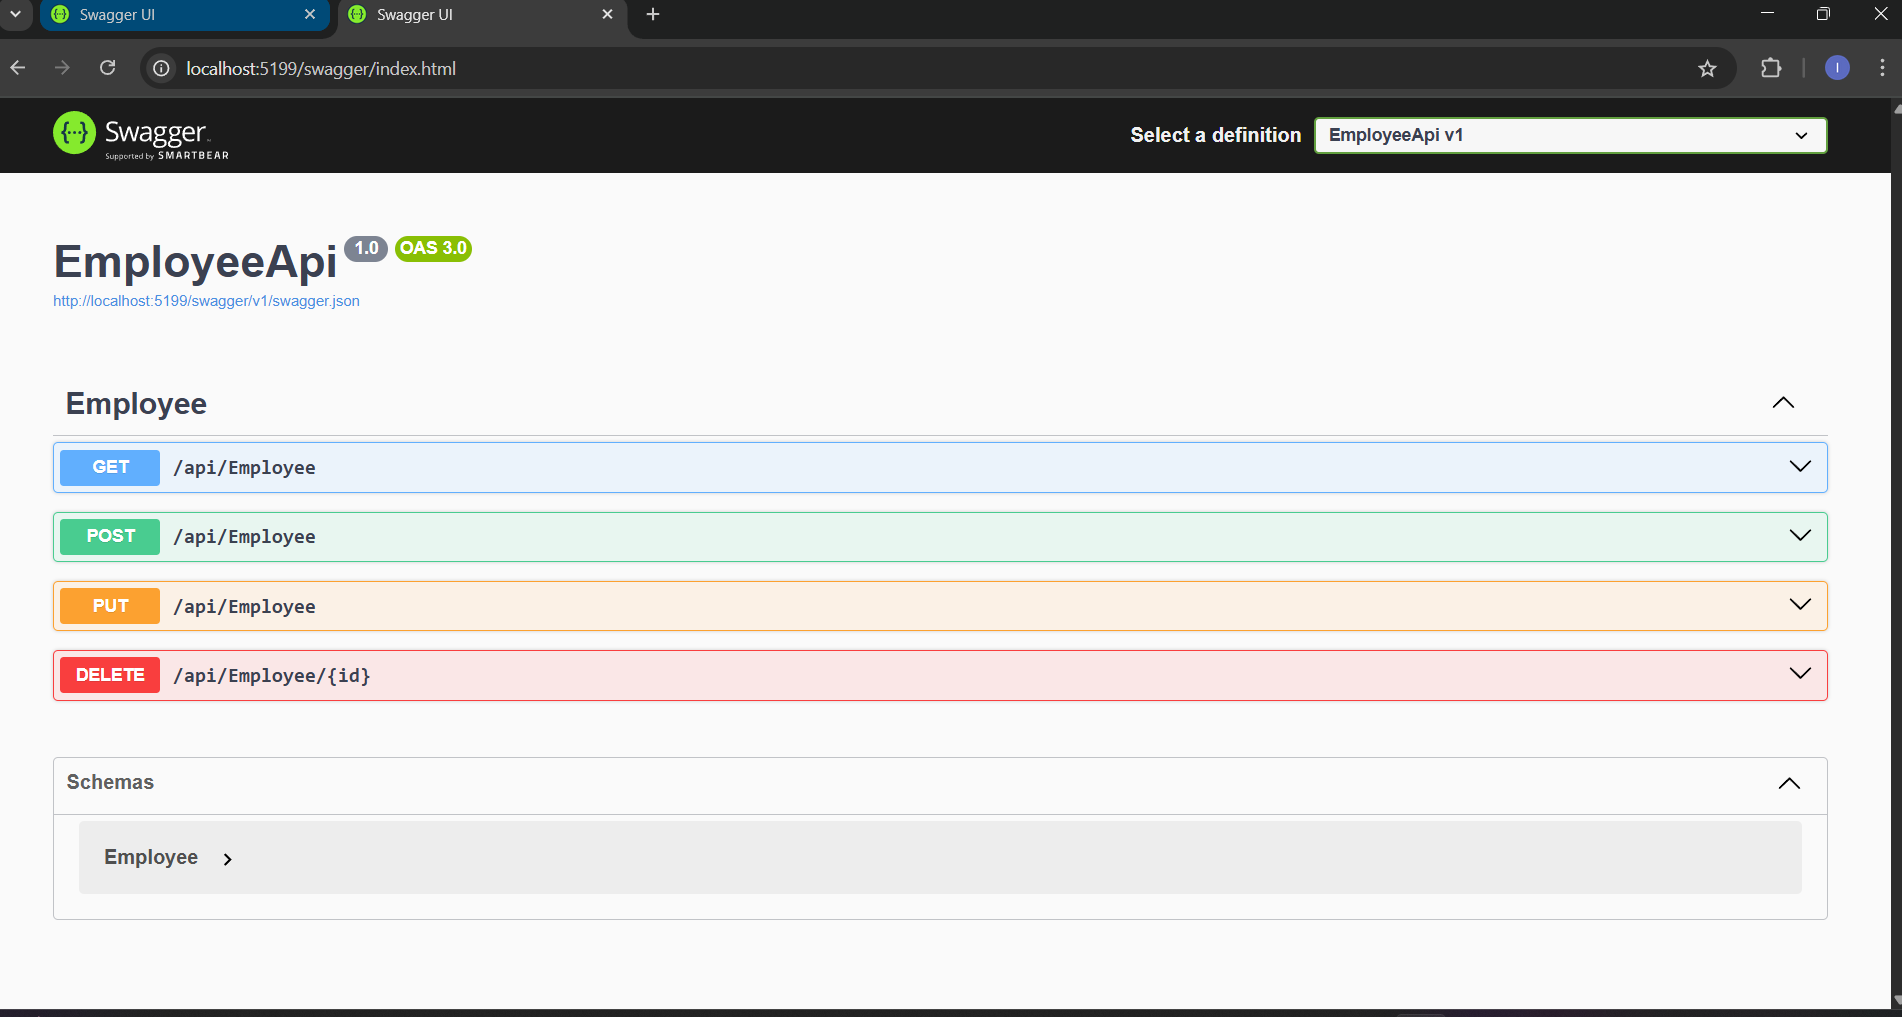 Swagger UI
Swagger UI
localhost:5199/swagger/index.html
I
{···} Swagger
Supported by SMARTBEAR
Select a definition
EmployeeApi v1
EmployeeApi 1.0 OAS 3.0
http://localhost:5199/swagger/v1/swagger.json
Employee
GET /api/Employee
POST /api/Employee
PUT /api/Employee
DELETE /api/Employee/{id}
Schemas
Employee